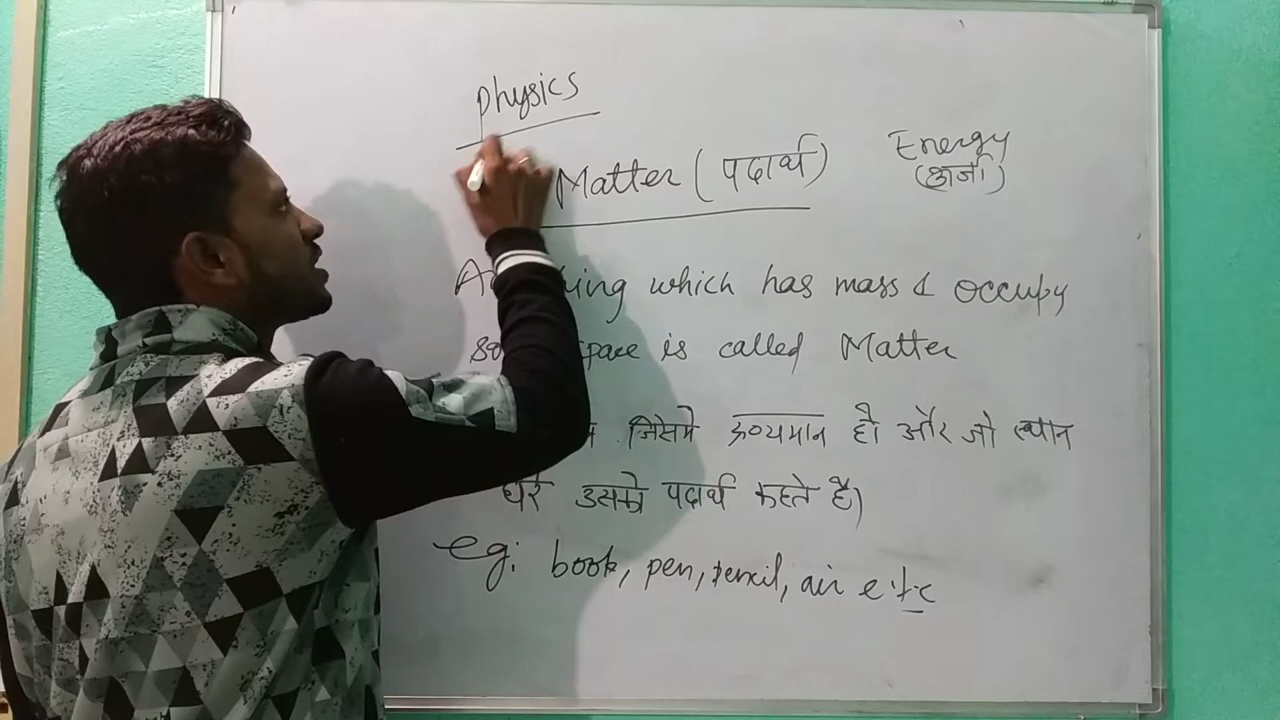 Physics
Matter (पदार्थ)
Energy
(ऊर्जा)
which has mass & occupy
is called Matter
जिसमे द्रव्यमान हो और जो स्थान
घेरे उसको पदार्थ कहते है।
eg: book, pen, pencil, air etc